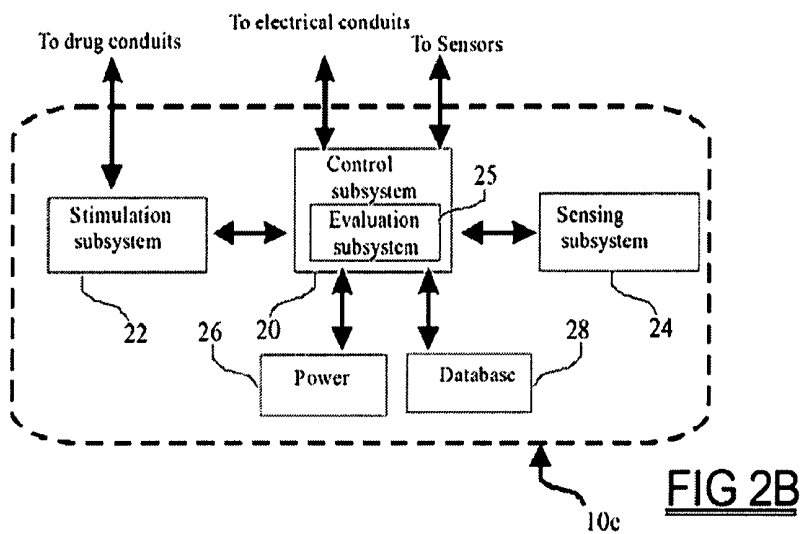 To drug conduits
To electrical conduits
To Sensors
Control
subsystem
25
Evaluation
subsystem
Stimulation
subsystem
Sensing
subsystem
22
26
20
28
24
Power
Database
10c
FIG 2B